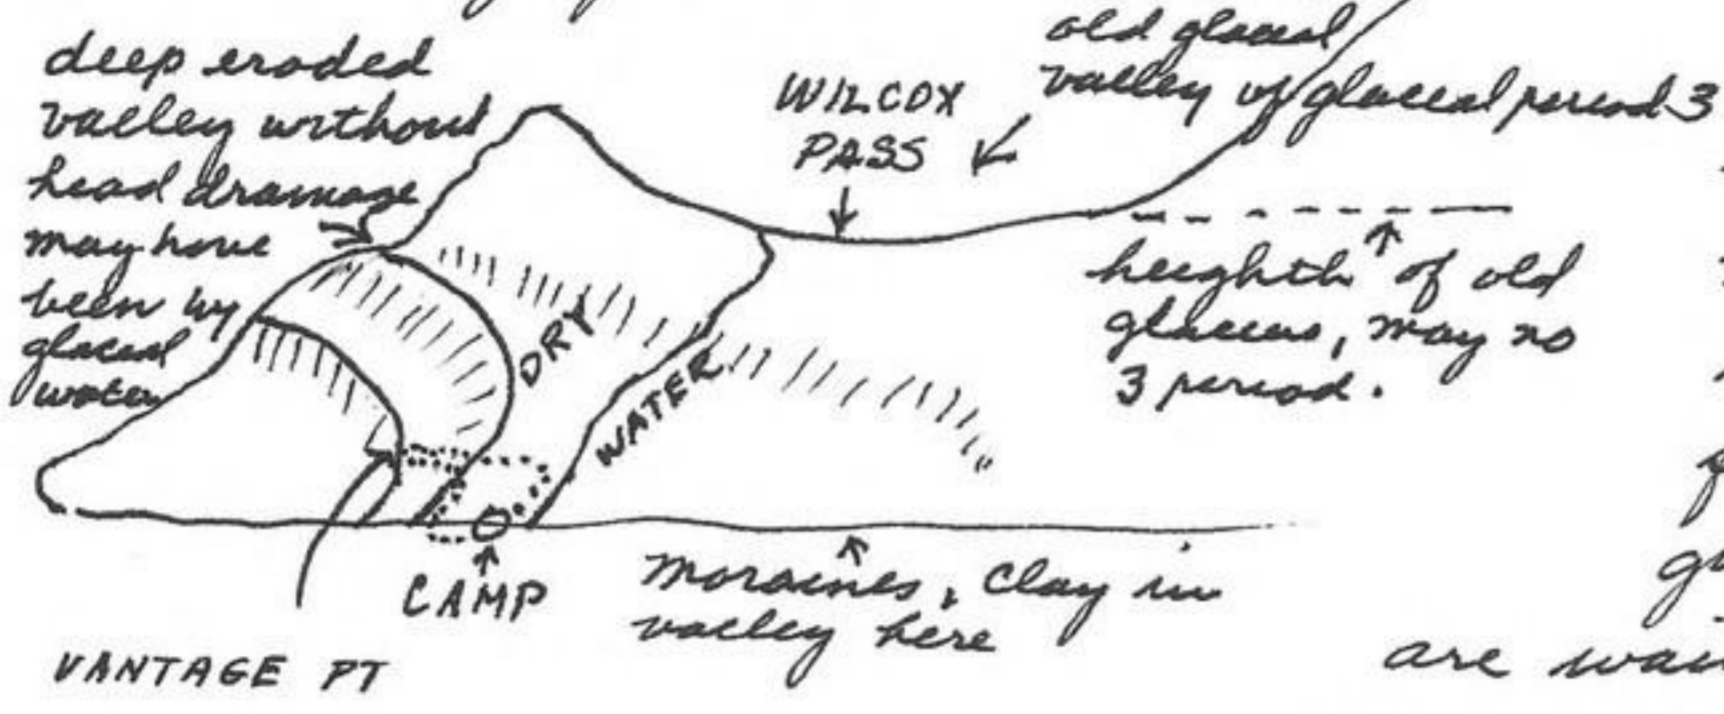 deep eroded
valley without
head drainage
may have
been by
glacial
water
WILCOX
PASS
old glacial
valley of glacial period 3
heighth of old
glaciers, may no
3 period.
DRY
WATER
CAMP
moraines, clay in
valley here
VANTAGE PT
are